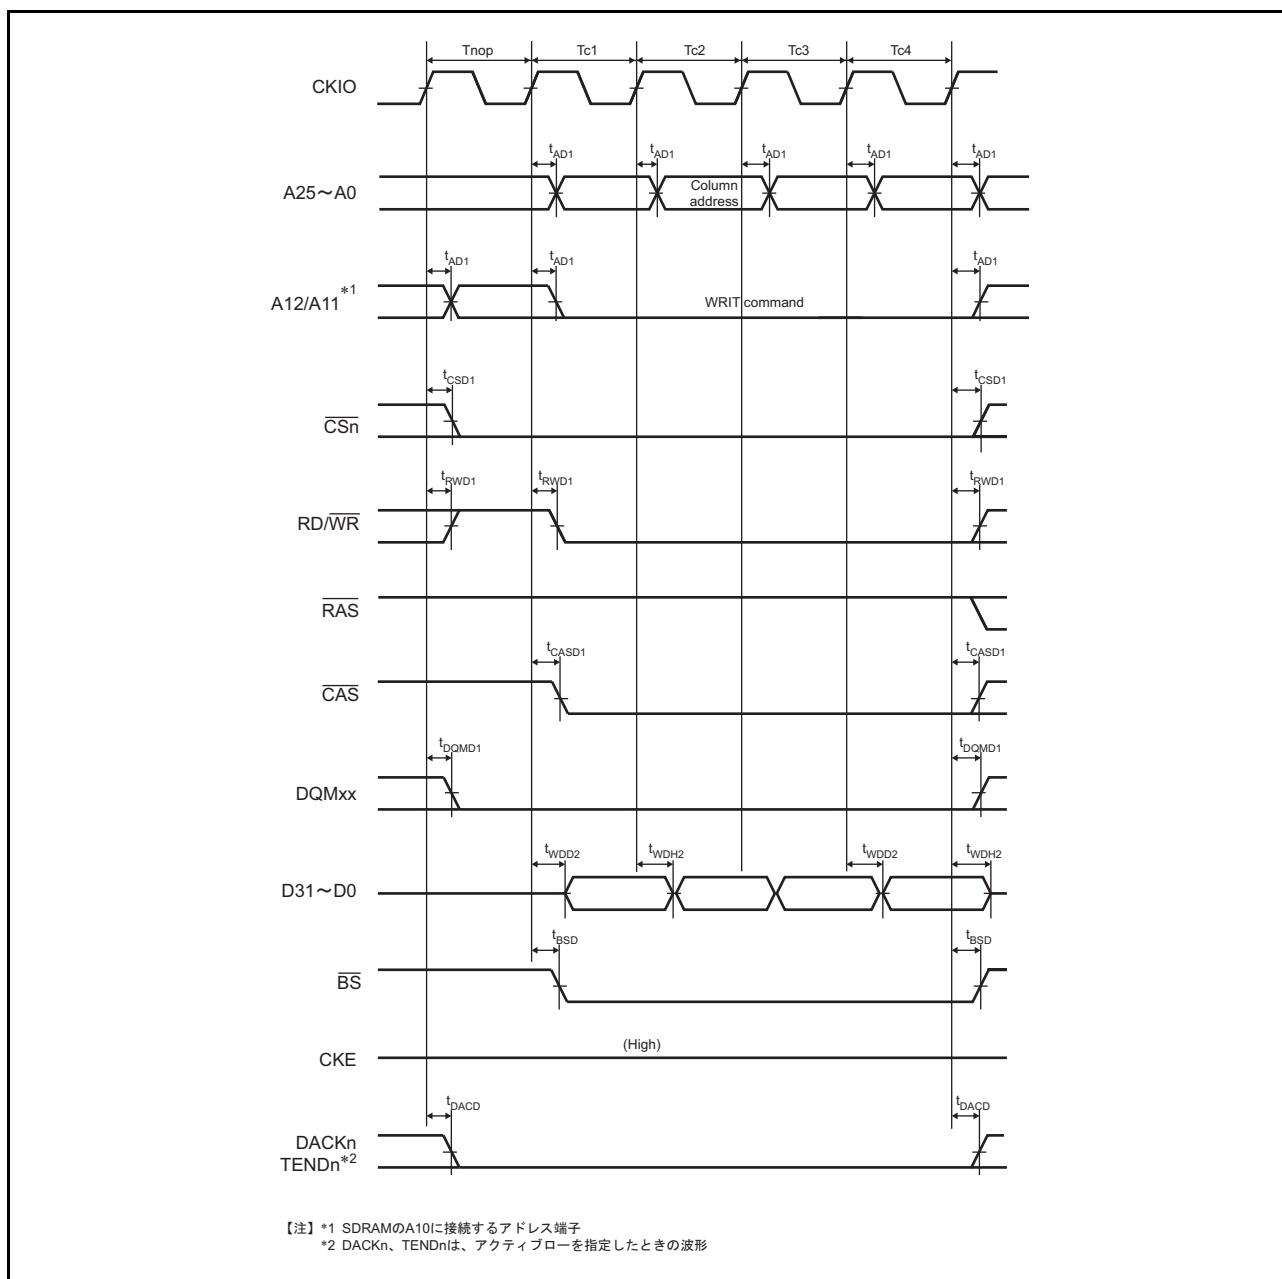 Tnop Tc1 Tc2 Tc3 Tc4
CKIO
tAD1 tAD1 tAD1 tAD1 tAD1
A25～A0
Column
address
tAD1 tAD1 tAD1
A12/A11*1
WRIT command
tCSD1 tCSD1
CSn
tRWD1 tRWD1 tRWD1
RD/WR
RAS
tCASD1 tCASD1
CAS
tDQMD1 tDQMD1
DQMxx
tWDD2 tWDH2 tWDD2 tWDH2
D31～D0
tBSD tBSD
BS
(High)
CKE
tDACD tDACD
DACKn
TENDn*2
【注】*1 SDRAMのA10に接続するアドレス端子
*2 DACKn、TENDnは、アクティブローを指定したときの波形